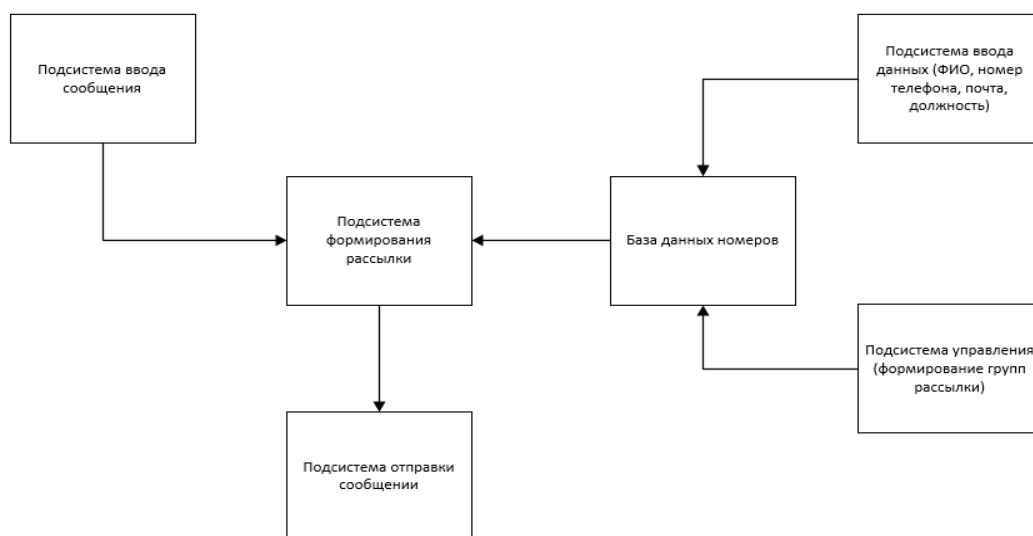 Подсистема ввода
сообщения
Подсистема ввода
данных (ФИО, номер
телефона, почта,
должность)
Подсистема
формирования
рассылки
База данных номеров
Подсистема управления
(формирование групп
рассылки)
Подсистема отправки
сообщении